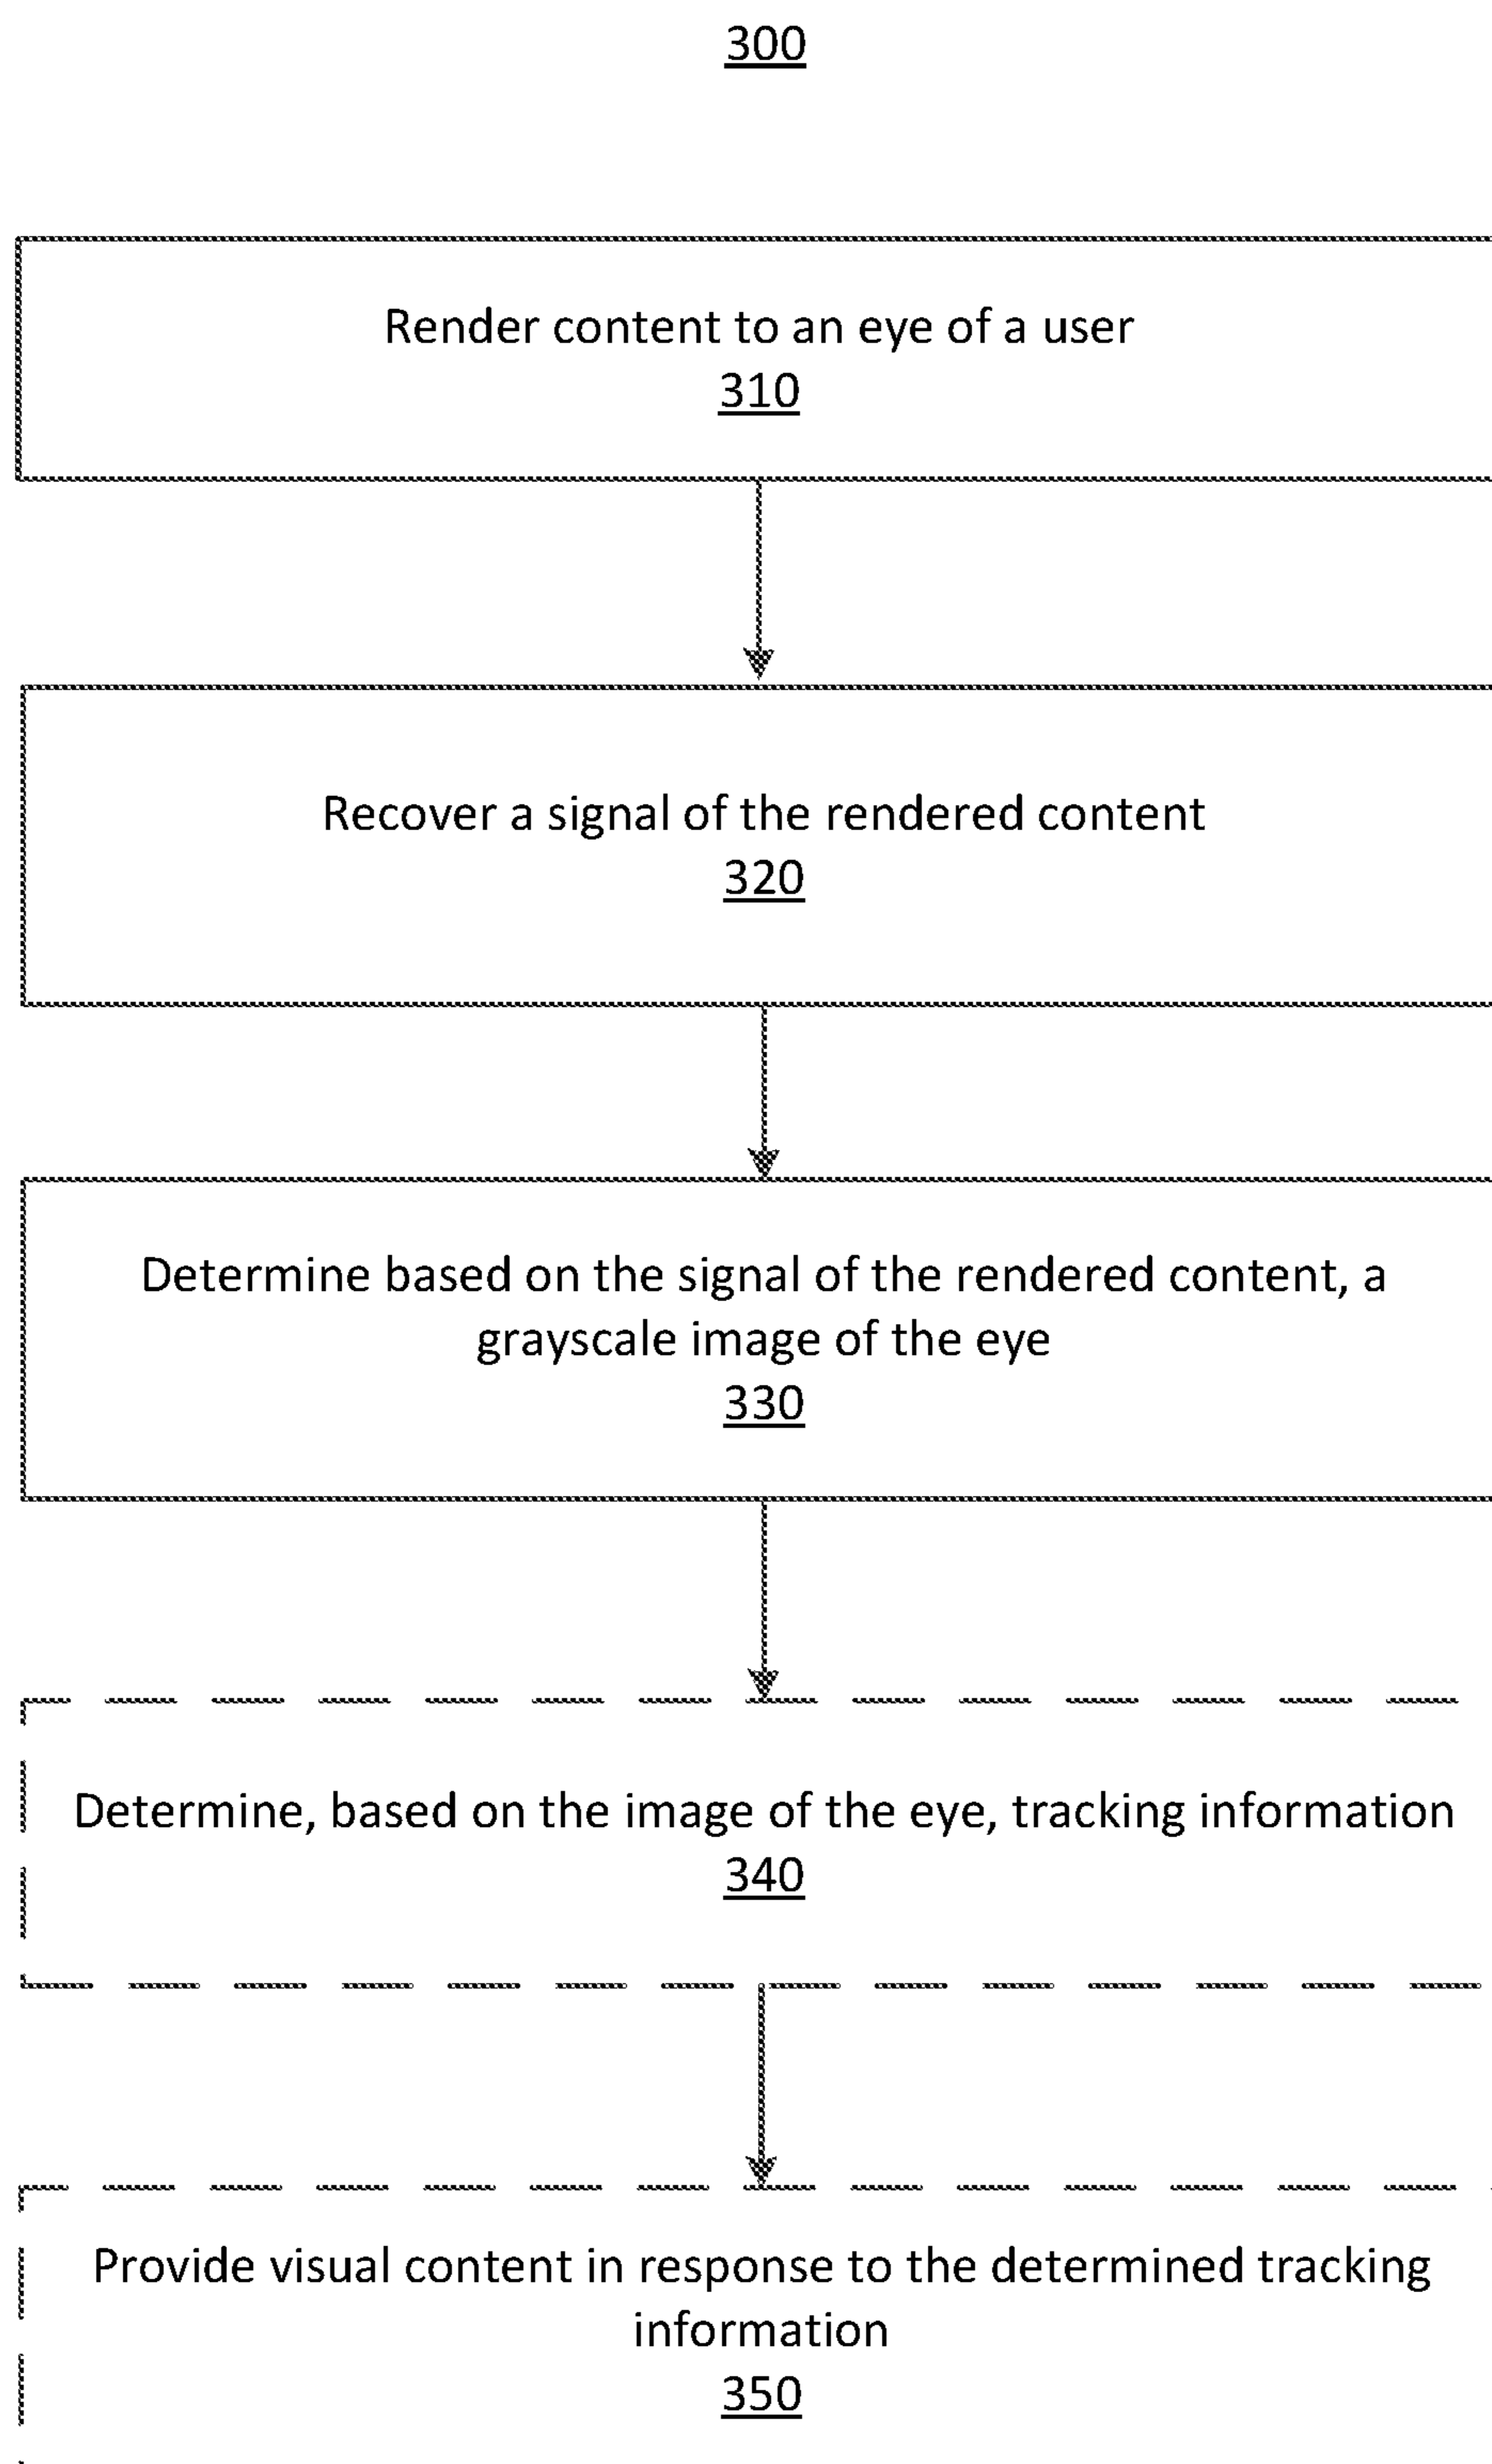 300
Render content to an eye of a user
310
Recover a signal of the rendered content
320
Determine based on the signal of the rendered content, a
grayscale image of the eye
330
Determine, based on the image of the eye, tracking information
340
Provide visual content in response to the determined tracking
information
350